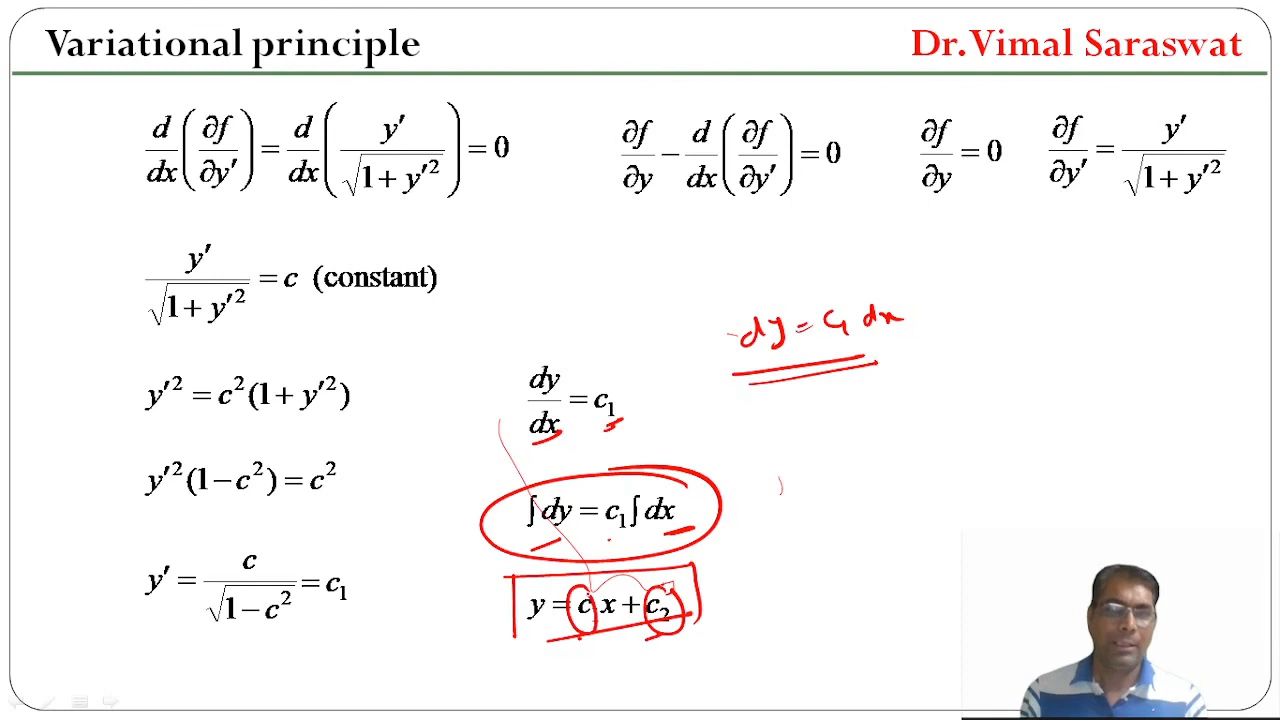 Variational principle
Dr.Vimal Saraswat
d/dx (∂f/∂y′) = d/dx (y′/√(1 + y′²)) = 0
∂f/∂y − d/dx (∂f/∂y′) = 0
∂f/∂y = 0
∂f/∂y′ = y′/√(1 + y′²)
y′/√(1 + y′²) = c (constant)
dy = c₁ dx
y′² = c²(1 + y′²)
dy/dx = c₁
y′²(1 − c²) = c²
∫ dy = c₁ ∫ dx
y′ = c/√(1 − c²) = c₁
y = c x + c₂